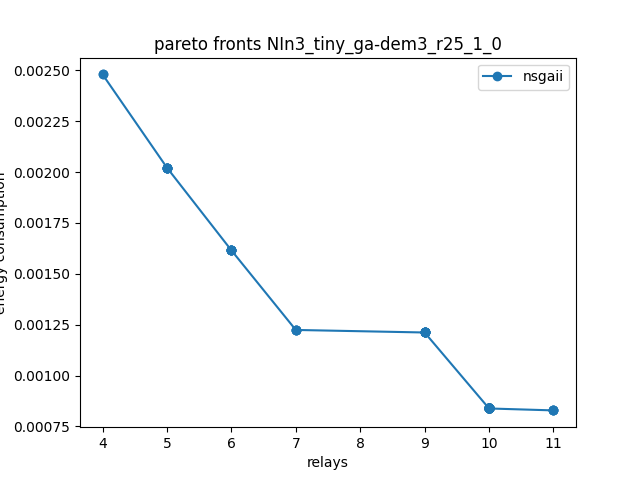 pareto fronts NIn3_tiny_ga-dem3_r25_1_0
nsgaii
0.00250
0.00225
0.00200
0.00175
0.00150
0.00125
0.00100
0.00075
energy consumption
4 5 6 7 8 9 10 11
relays